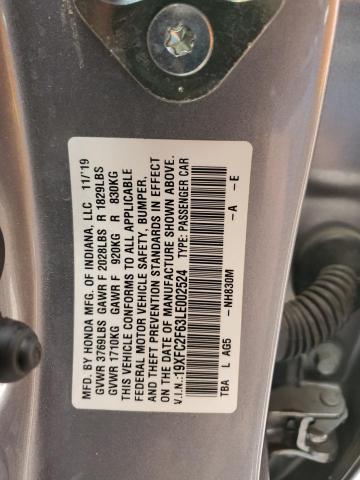 MFD. BY HONDA MFG. OF INDIANA, LLC 11/'19
GVWR 3769LBS GAWR F 2028LBS R 1829LBS
GVWR 1710KG GAWR F 920KG R 830KG
THIS VEHICLE CONFORMS TO ALL APPLICABLE
FEDERAL MOTOR VEHICLE SAFETY, BUMPER,
AND THEFT PREVENTION STANDARDS IN EFFECT
ON THE DATE OF MANUFACTURE SHOWN ABOVE.
V.I.N.: 19XFC2F63LE002524 TYPE: PASSENGER CAR
NH830M -A -E
TBA L AG5